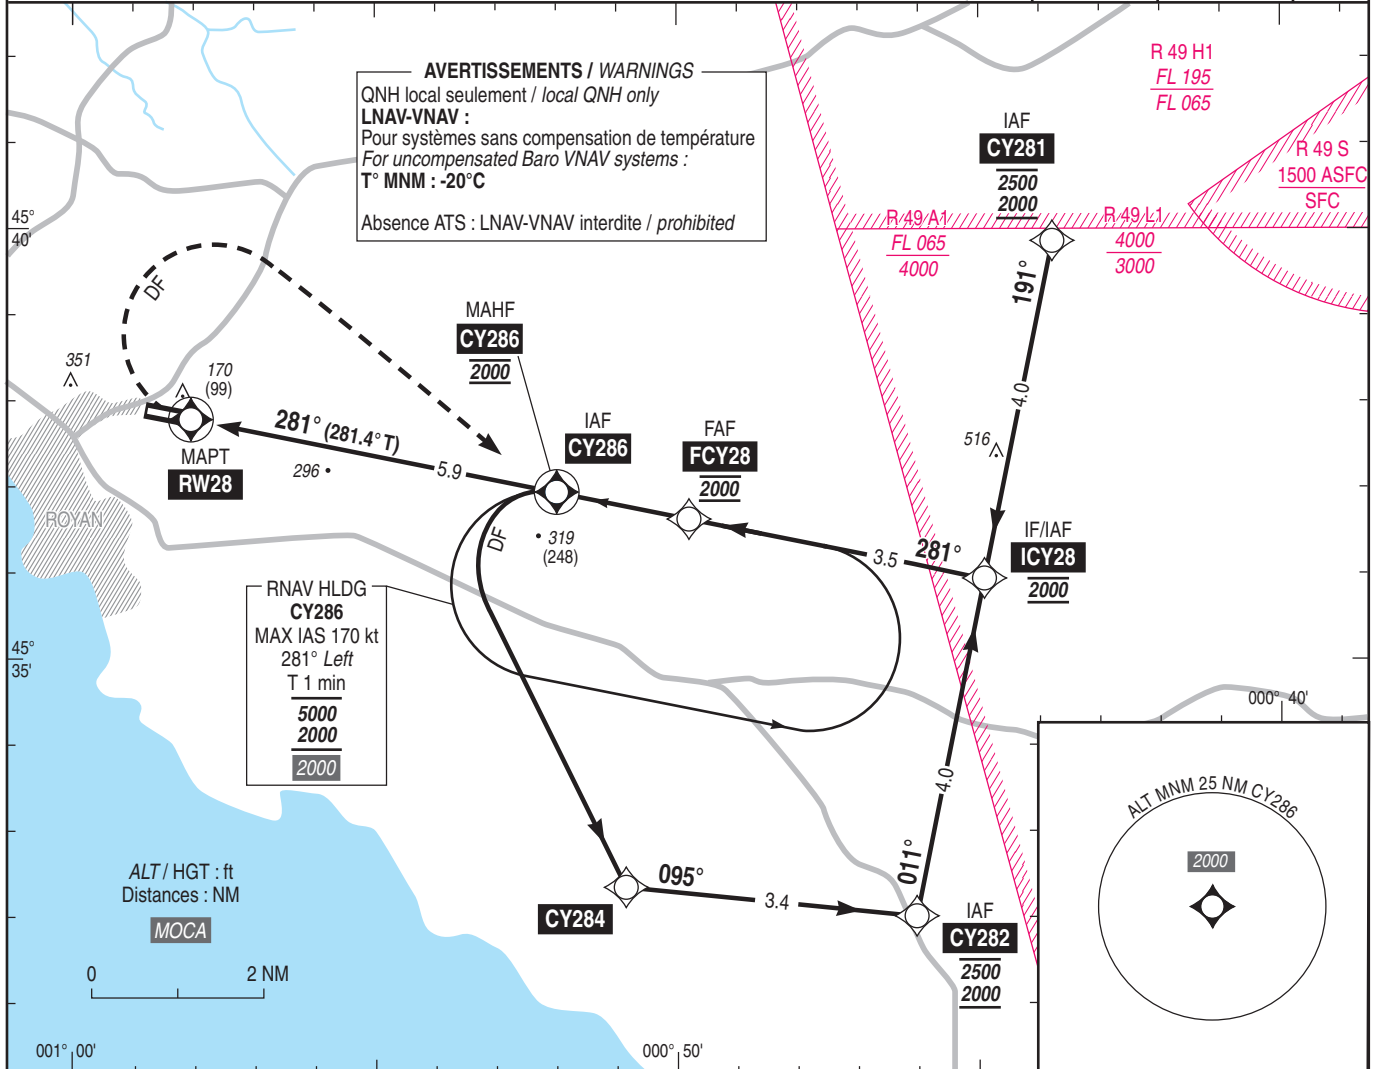 AVERTISSEMENTS / WARNINGS
QNH local seulement / local QNH only
LNAV-VNAV :
Pour systèmes sans compensation de température
For uncompensated Baro VNAV systems :
T° MNM : -20°C
Absence ATS : LNAV-VNAV interdite / prohibited
R 49 H1
FL 195
FL 065
IAF
CY281
2500
2000
R 49 S
1500 ASFC
SFC
45°
40'
R 49 A1
FL 065
4000
R 49 L1
4000
3000
191°
DF
MAHF
CY286
2000
351
170
(99)
4.0
281° (281.4° T)
IAF
CY286
FAF
FCY28
2000
516
MAPT
RW28
296
5.9
ROYAN
DF
319
(248)
3.5
281°
IF/IAF
ICY28
2000
RNAV HLDG
CY286
MAX IAS 170 kt
281° Left
T 1 min
5000
2000
2000
45°
35'
000° 40'
4.0
ALT MNM 25 NM CY286
2000
011°
ALT / HGT : ft
Distances : NM
MOCA
095°
3.4
CY284
IAF
CY282
2500
2000
0
2 NM
001° 00'
000° 50'